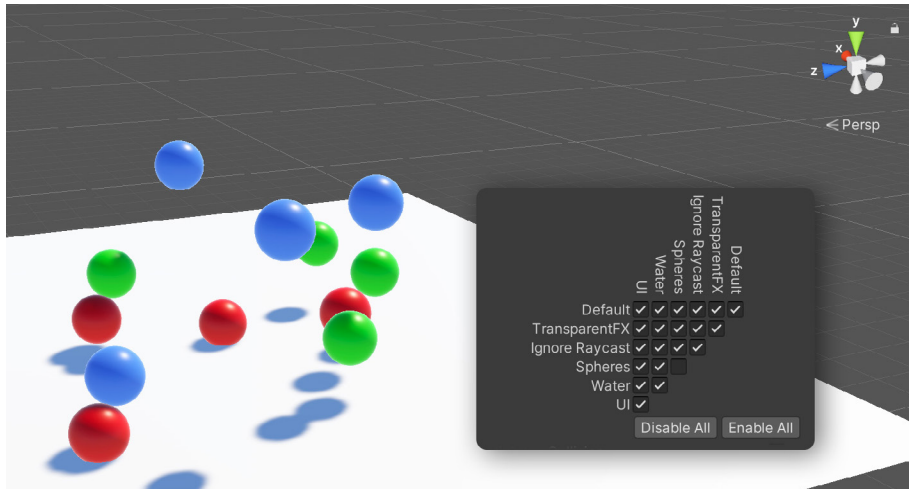 y
x
z
Persp
UI
Water
Spheres
Ignore Raycast
TransparentFX
Default
Default
TransparentFX
Ignore Raycast
Spheres
Water
UI
Disable All Enable All